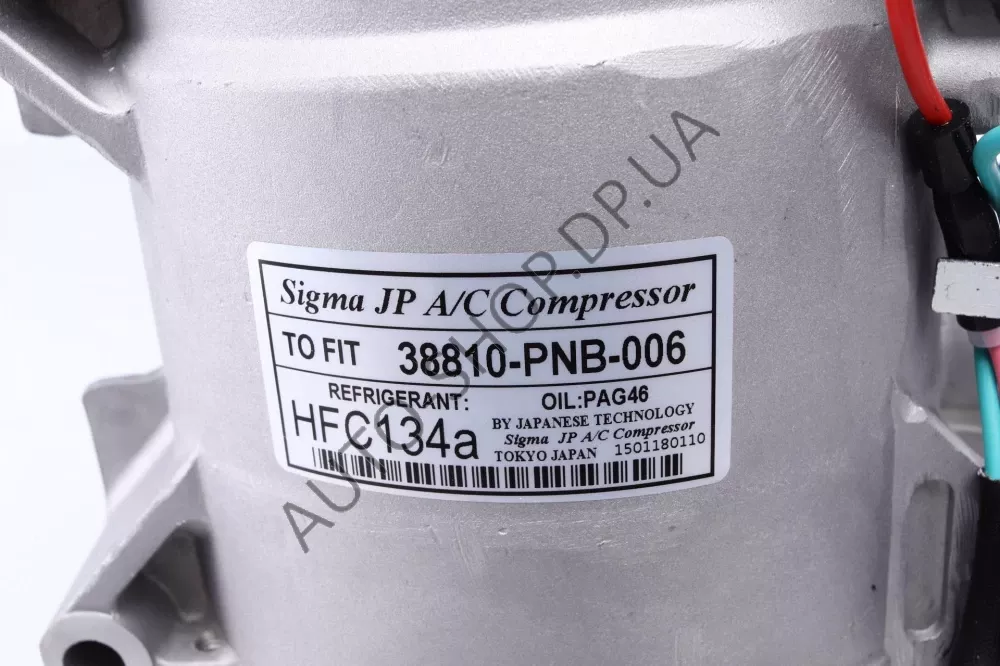 Sigma JP A/C Compressor
TO FIT 38810-PNB-006
REFRIGERANT: OIL:PAG46
HFC134a
BY JAPANESE TECHNOLOGY
Sigma JP A/C Compressor
TOKYO JAPAN 1501180110
AUTO-SHOP.DP.UA